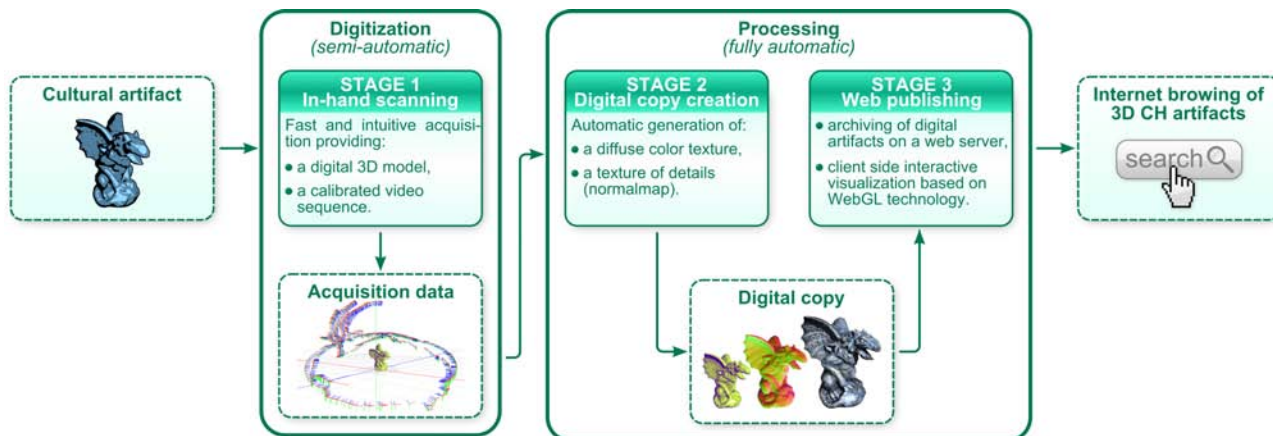 Cultural artifact
Digitization
(semi-automatic)
STAGE 1
In-hand scanning
Fast and intuitive acquisi-
tion providing:
● a digital 3D model,
● a calibrated video
sequence.
Acquisition data
Processing
(fully automatic)
STAGE 2
Digital copy creation
Automatic generation of:
● a diffuse color texture,
● a texture of details
(normalmap).
Digital copy
STAGE 3
Web publishing
● archiving of digital
artifacts on a web server,
● client side interactive
visualization based on
WebGL technology.
Internet browing of
3D CH artifacts
search